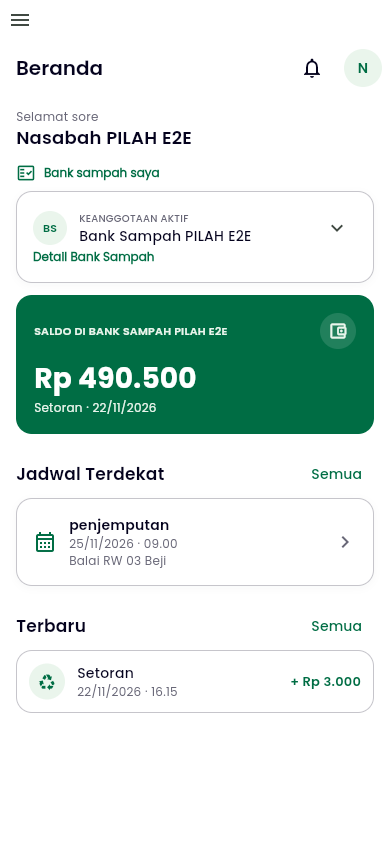 Beranda
N
Selamat sore
Nasabah PILAH E2E
Bank sampah saya
BS
KEANGGOTAAN AKTIF
Bank Sampah PILAH E2E
Detail Bank Sampah
SALDO DI BANK SAMPAH PILAH E2E
Rp 490.500
Setoran · 22/11/2026
Jadwal Terdekat
Semua
penjemputan
25/11/2026 · 09.00
Balai RW 03 Beji
Terbaru
Semua
Setoran
22/11/2026 · 16.15
+ Rp 3.000